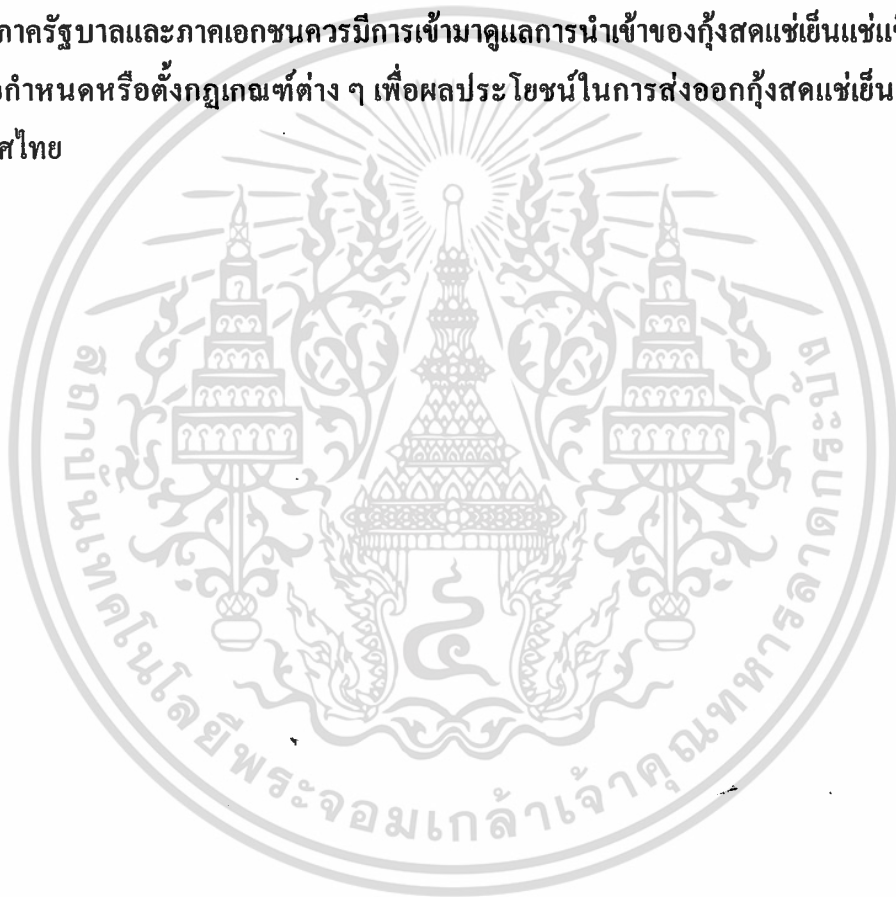 ภาครัฐบาลและภาคเอกชนควรมีการเข้ามาดูแลการนำเข้าของกุ้งสดแช่เย็นแช่แข็
กำหนดหรือตั้งกฎเกณฑ์ต่าง ๆ เพื่อผลประโยชน์ในการส่งออกกุ้งสดแช่เย็น
ศไทย
สถาบันเทคโนโลยีพระจอมเกล้าเจ้าคุณทหารลาดกระบัง
๔